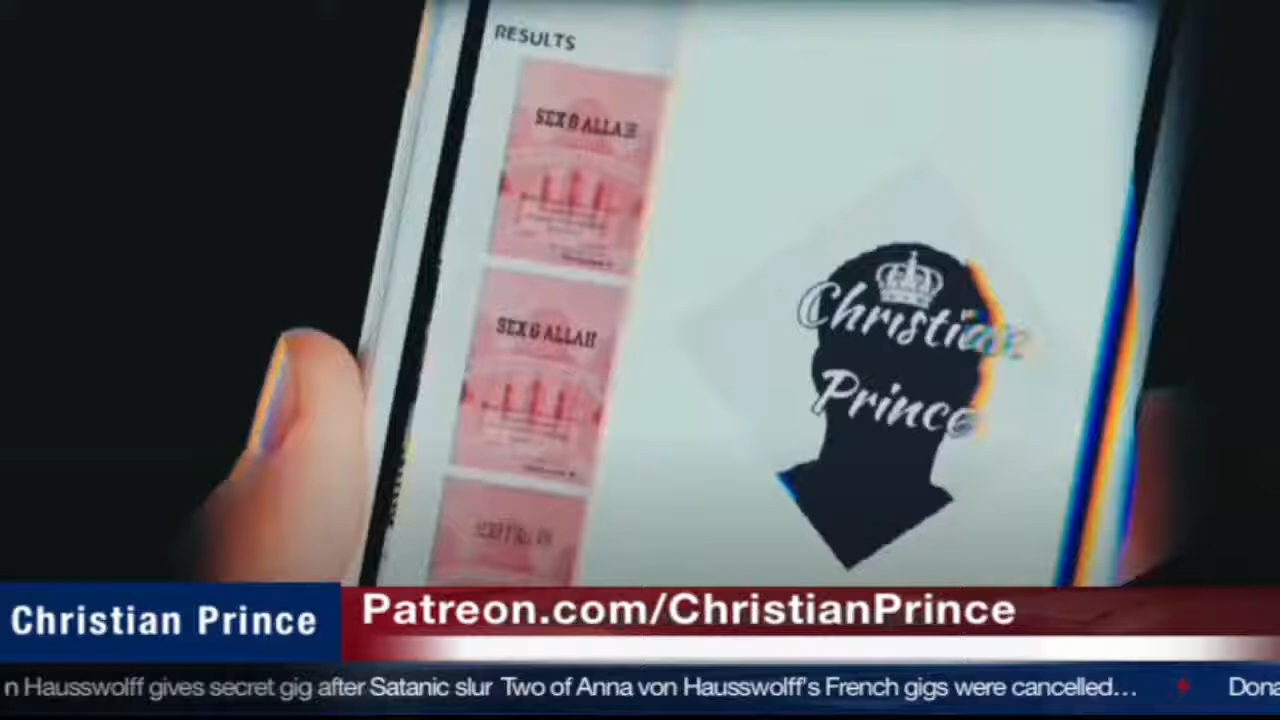 RESULTS
SEX & ALLAH
SEX & ALLAH
Christian
Prince
Christian Prince
Patreon.com/ChristianPrince
n Hausswolff gives secret gig after Satanic slur Two of Anna von Hausswolff's French gigs were cancelled... Dona